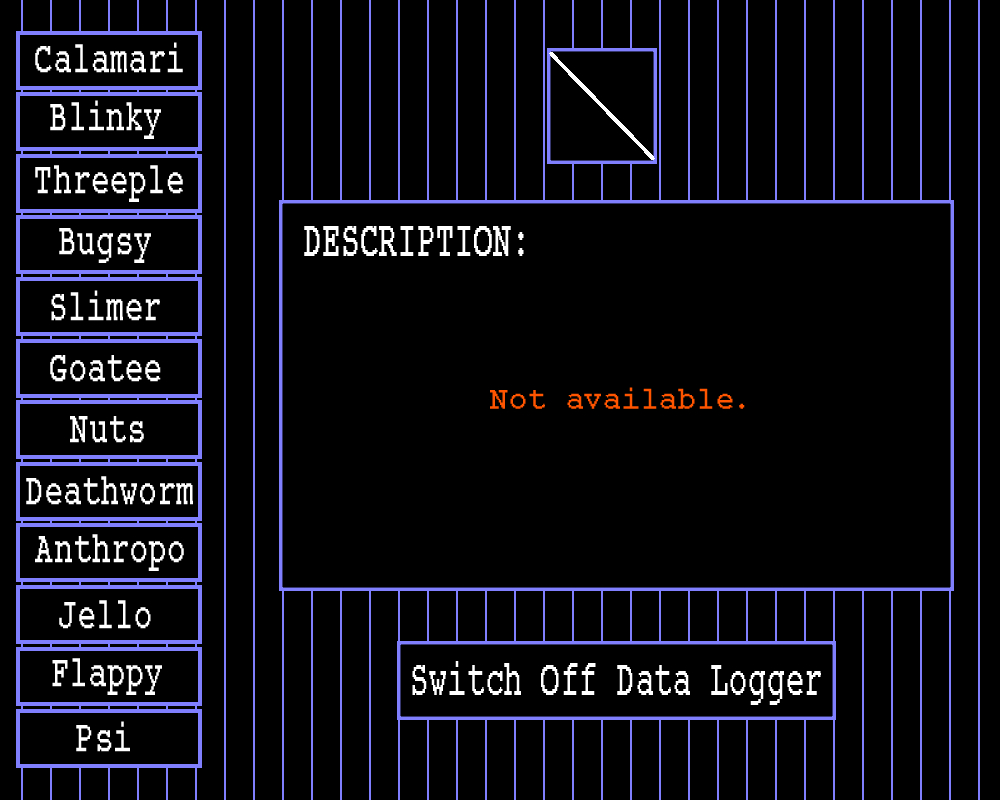 Calamari
Blinky
Threeple
Bugsy
Slimer
Goatee
Nuts
Deathworm
Anthropo
Jello
Flappy
Psi
DESCRIPTION:
Not available.
Switch Off Data Logger